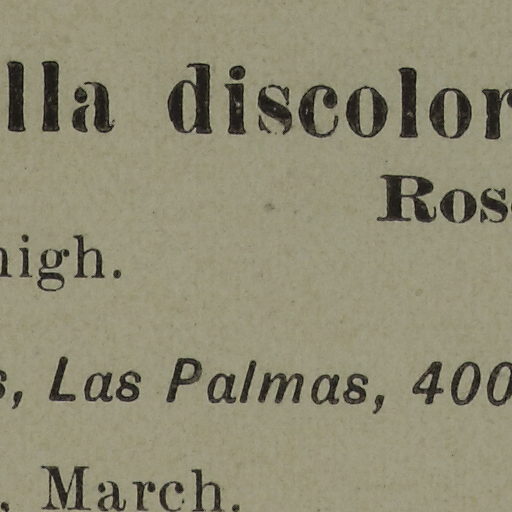 lla discolor
Ros
high.
s, Las Palmas, 400
. March.